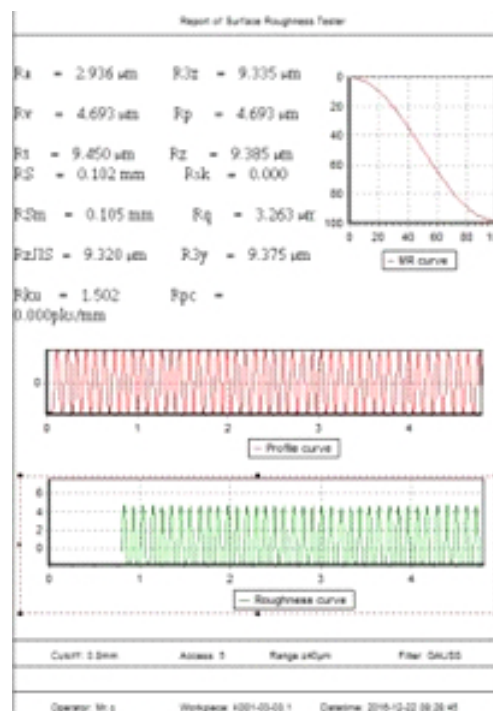 Report of Surface Roughness Tester
Ra = 2.936 μm R3z = 9.335 μm
Rv = 4.693 μm Rp = 4.693 μm
Rt = 9.450 μm Rz = 9.385 μm
RS = 0.102 mm Rsk = 0.000
RSm = 0.105 mm Rq = 3.263 μm
RzJIS = 9.320 μm R3y = 9.375 μm
Rku = 1.502 Rpc =
0.000pks/mm
0
20
40
60
80
100
0 20 40 60 80
MR curve
0
0 1 2 3 4
Profile curve
6
4
2
0
0 1 2 3 4
Roughness curve
Cutoff: 0.8mm Access: 5 Range ±40μm Filter: GAUSS
Operator: Mr.c Workpiece: Datetime: 2016-12-22